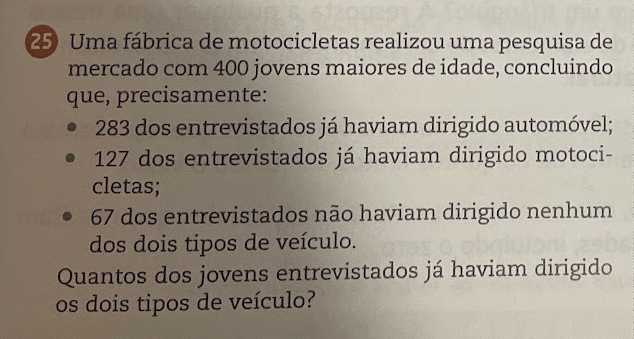 25 Uma fábrica de motocicletas realizou uma pesquisa de
mercado com 400 jovens maiores de idade, concluindo
que, precisamente:
• 283 dos entrevistados já haviam dirigido automóvel;
• 127 dos entrevistados já haviam dirigido motoci-
cletas;
• 67 dos entrevistados não haviam dirigido nenhum
dos dois tipos de veículo.
Quantos dos jovens entrevistados já haviam dirigido
os dois tipos de veículo?